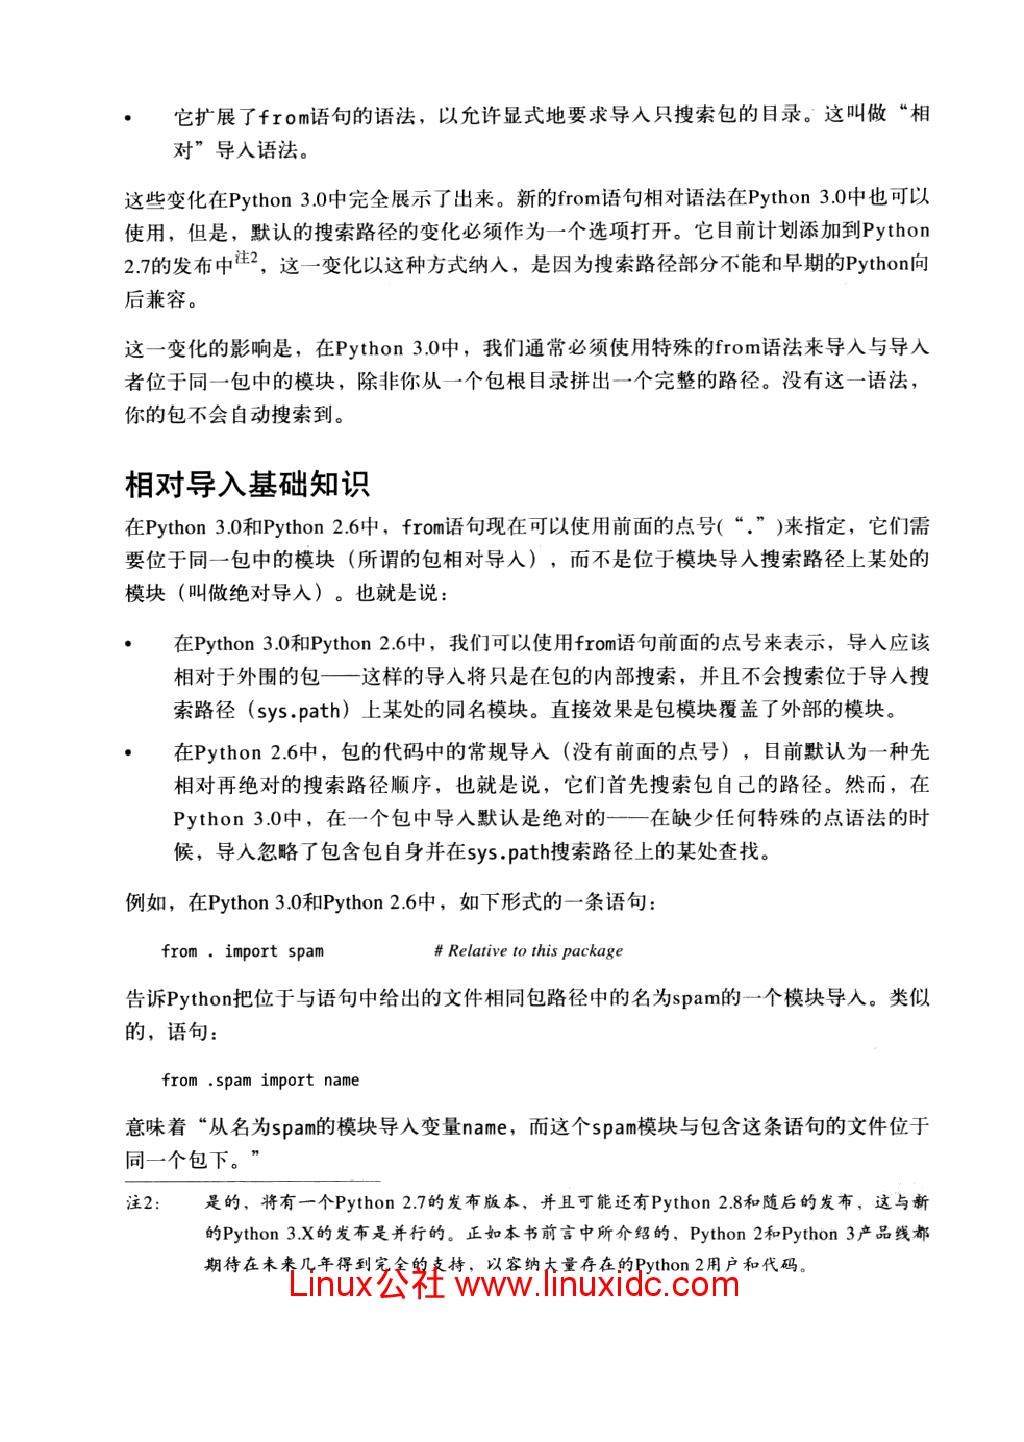 • 它扩展了from语句的语法，以允许显式地要求导入只搜索包的目录。这叫做“相
对”导入语法。
这些变化在Python 3.0中完全展示了出来。新的from语句相对语法在Python 3.0中也可以
使用，但是，默认的搜索路径的变化必须作为一个选项打开。它目前计划添加到Python
2.7的发布中注2，这一变化以这种方式纳入，是因为搜索路径部分不能和早期的Python向
后兼容。
这一变化的影响是，在Python 3.0中，我们通常必须使用特殊的from语法来导入与导入
者位于同一包中的模块，除非你从一个包根目录拼出一个完整的路径。没有这一语法，
你的包不会自动搜索到。
相对导入基础知识
在Python 3.0和Python 2.6中，from语句现在可以使用前面的点号(“.”)来指定，它们需
要位于同一包中的模块（所谓的包相对导入），而不是位于模块导入搜索路径上某处的
模块（叫做绝对导入）。也就是说：
• 在Python 3.0和Python 2.6中，我们可以使用from语句前面的点号来表示，导入应该
相对于外围的包——这样的导入将只是在包的内部搜索，并且不会搜索位于导入搜
索路径（sys.path）上某处的同名模块。直接效果是包模块覆盖了外部的模块。
• 在Python 2.6中，包的代码中的常规导入（没有前面的点号），目前默认为一种先
相对再绝对的搜索路径顺序，也就是说，它们首先搜索包自己的路径。然而，在
Python 3.0中，在一个包中导入默认是绝对的——在缺少任何特殊的点语法的时
候，导入忽略了包含包自身并在sys.path搜索路径上的某处查找。
例如，在Python 3.0和Python 2.6中，如下形式的一条语句：
from . import spam # Relative to this package
告诉Python把位于与语句中给出的文件相同包路径中的名为spam的一个模块导入。类似
的，语句：
from .spam import name
意味着“从名为spam的模块导入变量name，而这个spam模块与包含这条语句的文件位于
同一个包下。”
注2： 是的，将有一个Python 2.7的发布版本，并且可能还有Python 2.8和随后的发布，这与新
的Python 3.X的发布是并行的。正如本书前言中所介绍的，Python 2和Python 3产品线都
期待在未来几年得到完全的支持，以容纳大量存在的Python 2用户和代码。
Linux公社 www.linuxidc.com